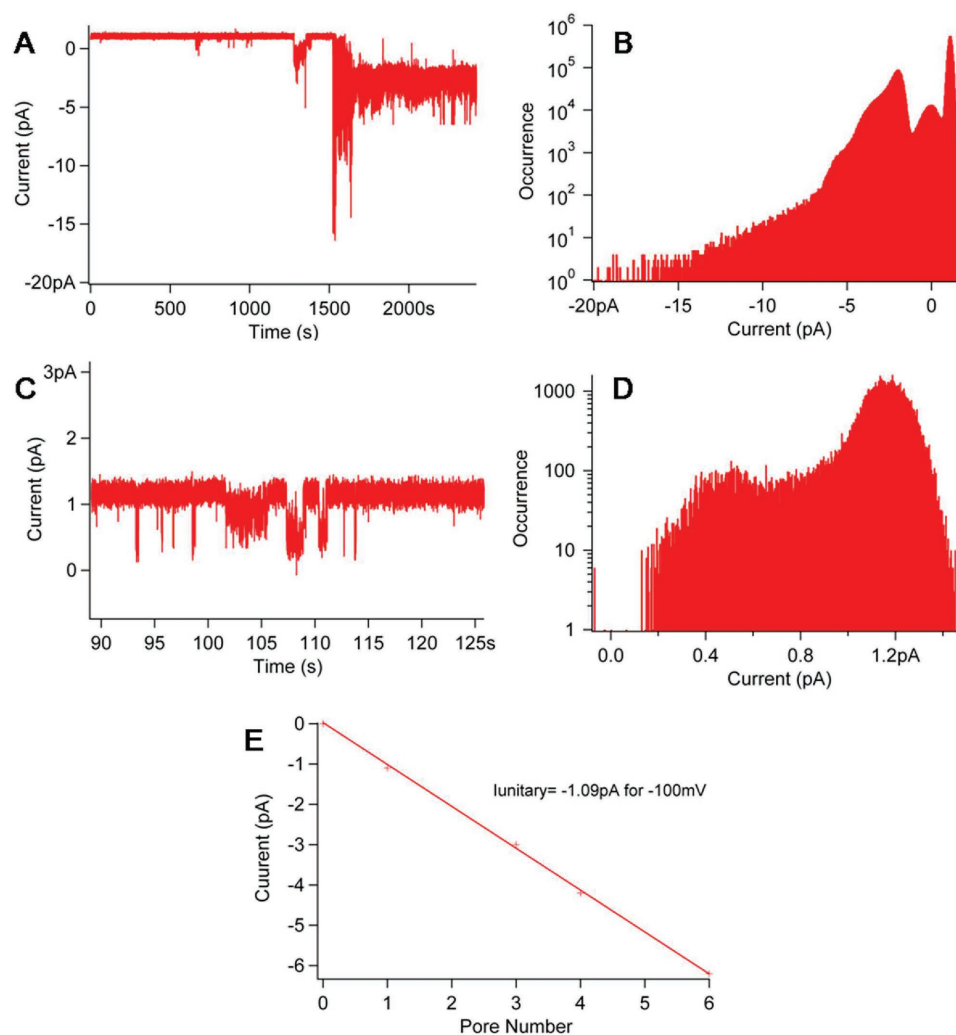 A
0
-5
-10
-15
-20pA
Current (pA)
0 500 1000 1500 2000s
Time (s)
B
10^6
10^5
10^4
10^3
10^2
10^1
10^0
Occurrence
-20pA -15 -10 -5 0
Current (pA)
C
3pA
2
1
0
Current (pA)
90 95 100 105 110 115 120 125s
Time (s)
D
1000
100
10
1
Occurrence
0.0 0.4 0.8 1.2pA
Current (pA)
E
0
-1
-2
-3
-4
-5
-6
Cuurent (pA)
Iunitary= -1.09pA for -100mV
0 1 2 3 4 5 6
Pore Number